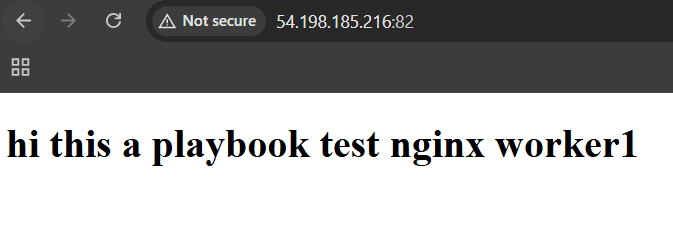 Not secure 54.198.185.216:82
hi this a playbook test nginx worker1